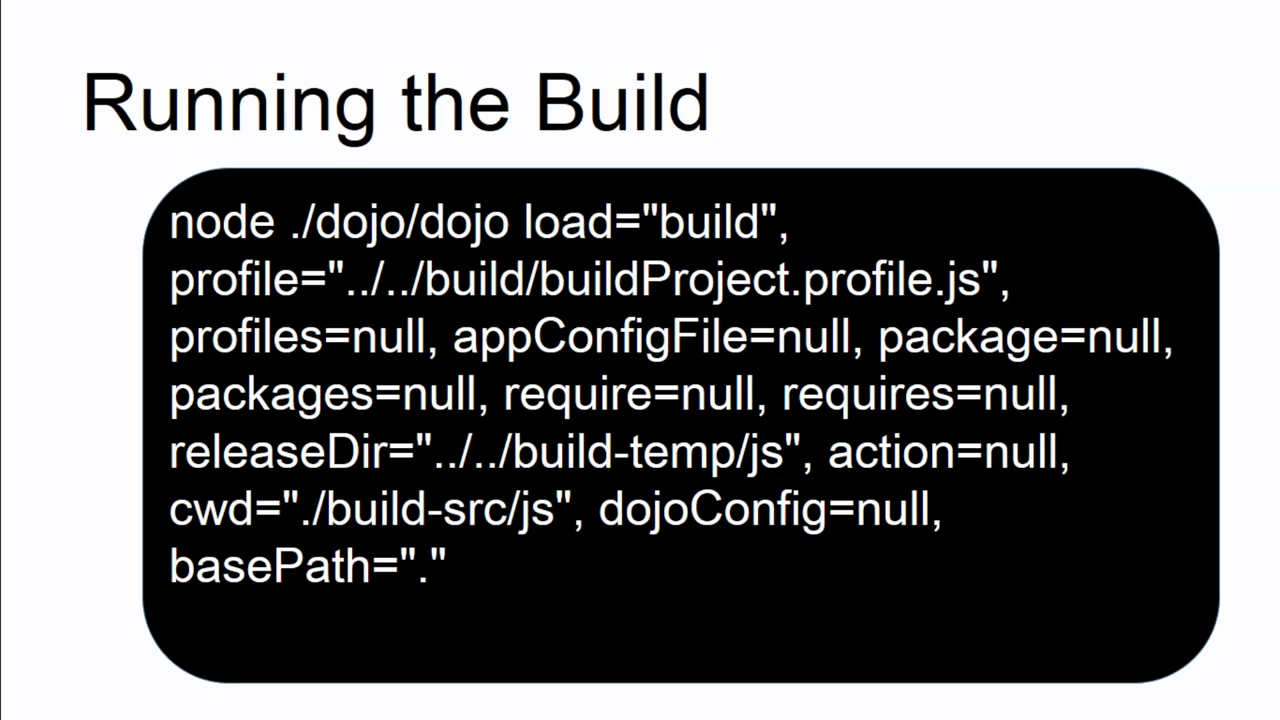 Running the Build
node ./dojo/dojo load="build",
profile="../../build/buildProject.profile.js",
profiles=null, appConfigFile=null, package=null,
packages=null, require=null, requires=null,
releaseDir="../../build-temp/js", action=null,
cwd="./build-src/js", dojoConfig=null,
basePath="."